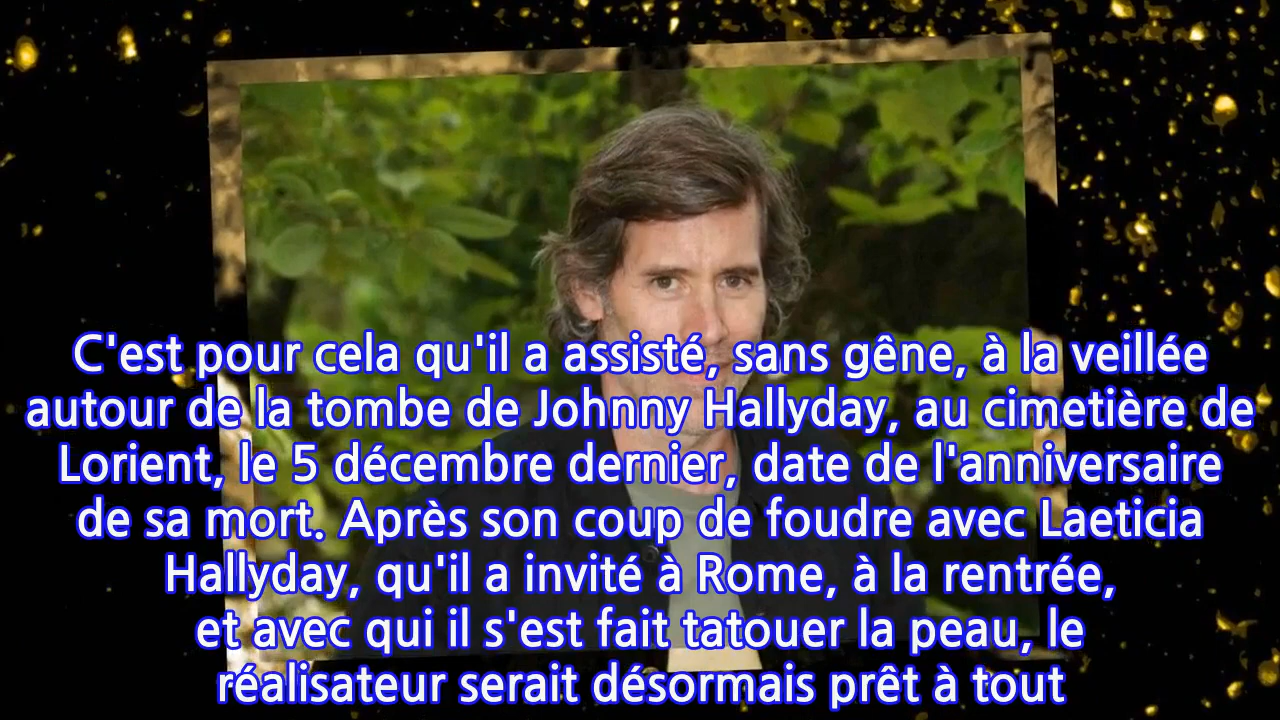 C'est pour cela qu'il a assisté, sans gêne, à la veillée
autour de la tombe de Johnny Hallyday, au cimetière de
Lorient, le 5 décembre dernier, date de l'anniversaire
de sa mort. Après son coup de foudre avec Laeticia
Hallyday, qu'il a invité à Rome, à la rentrée,
et avec qui il s'est fait tatouer la peau, le
réalisateur serait désormais prêt à tout